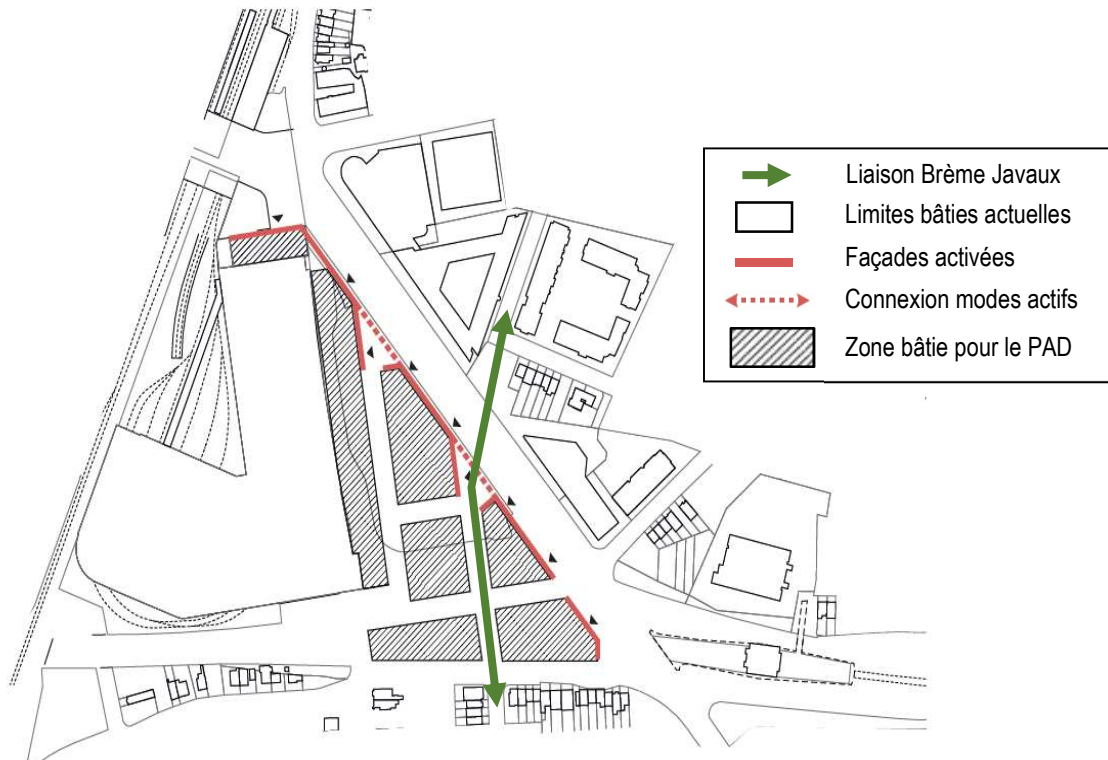 Liaison Brème Javaux
Limites bâties actuelles
Façades activées
Connexion modes actifs
Zone bâtie pour le PAD